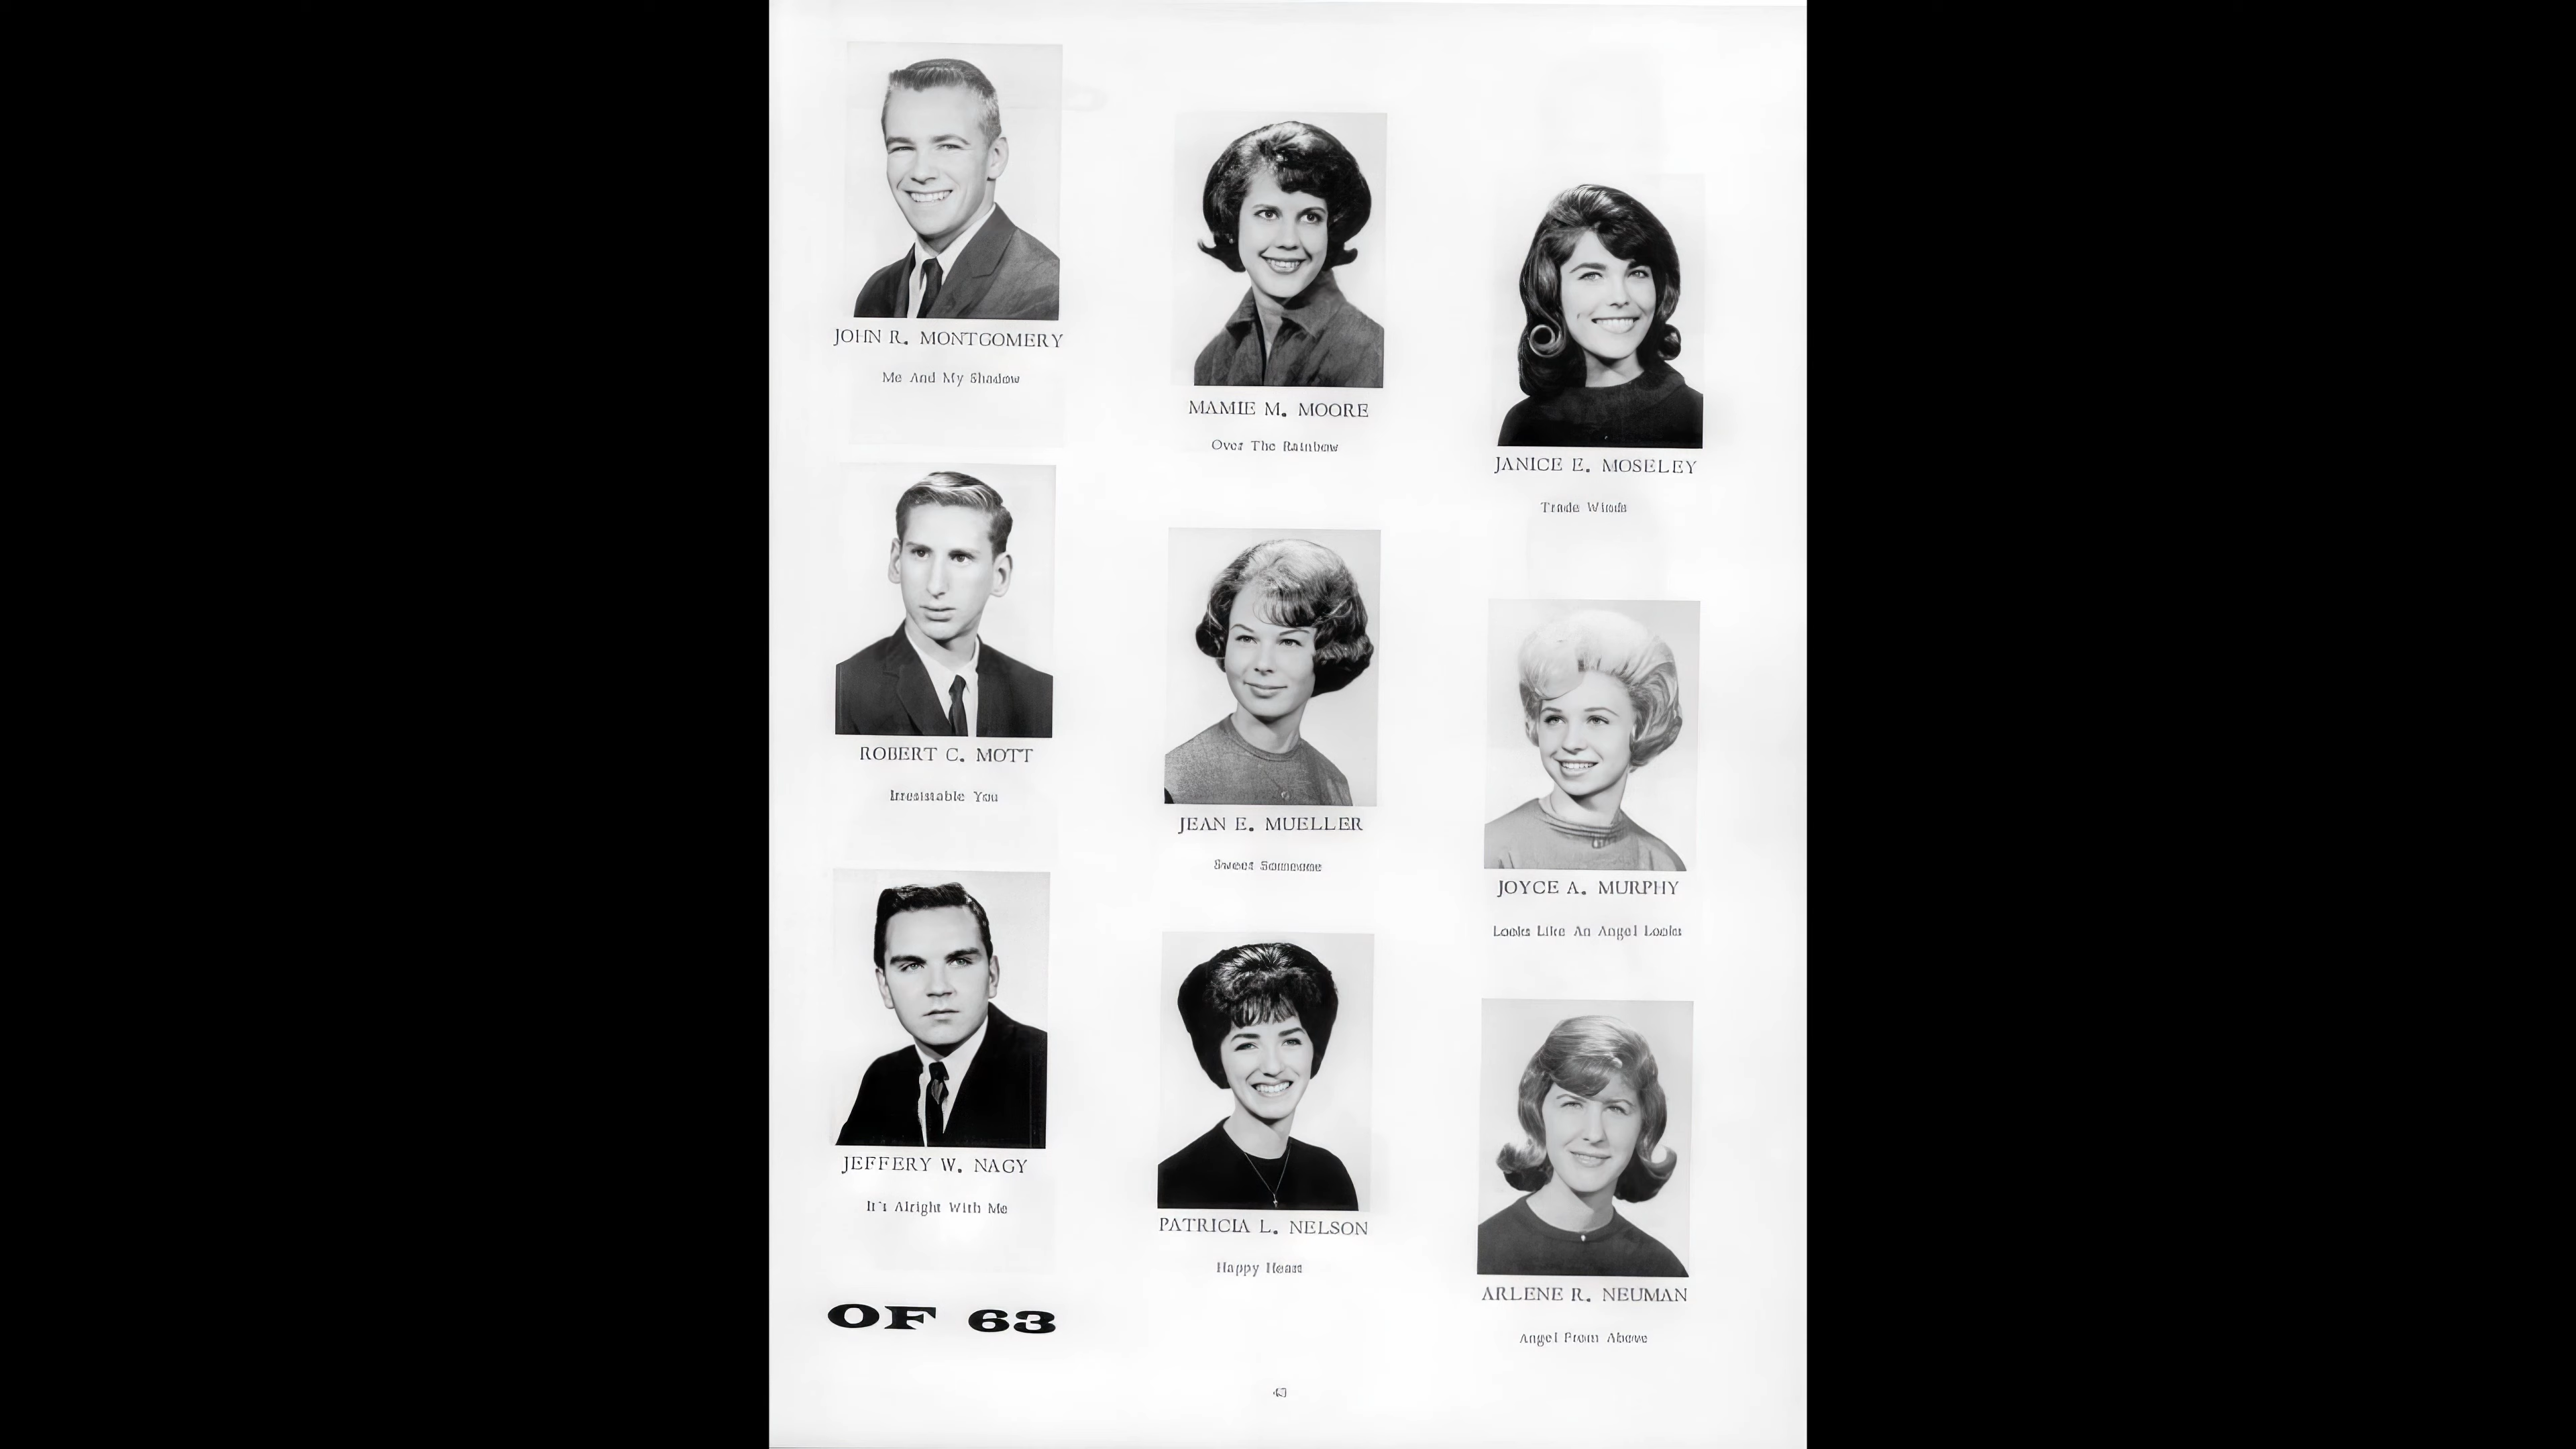 JOHN R. MONTGOMERY
Me And My Shadow
MAMIE M. MOORE
Over The Rainbow
JANICE E. MOSELEY
Trade Winds
ROBERT C. MOTT
Irresistable You
JEAN E. MUELLER
Sweet Someone
JOYCE A. MURPHY
Looks Like An Angel Looks
JEFFERY W. NAGY
It's Alright With Me
PATRICIA L. NELSON
Happy Heart
ARLENE R. NEUMAN
Angel From Above
OF 63